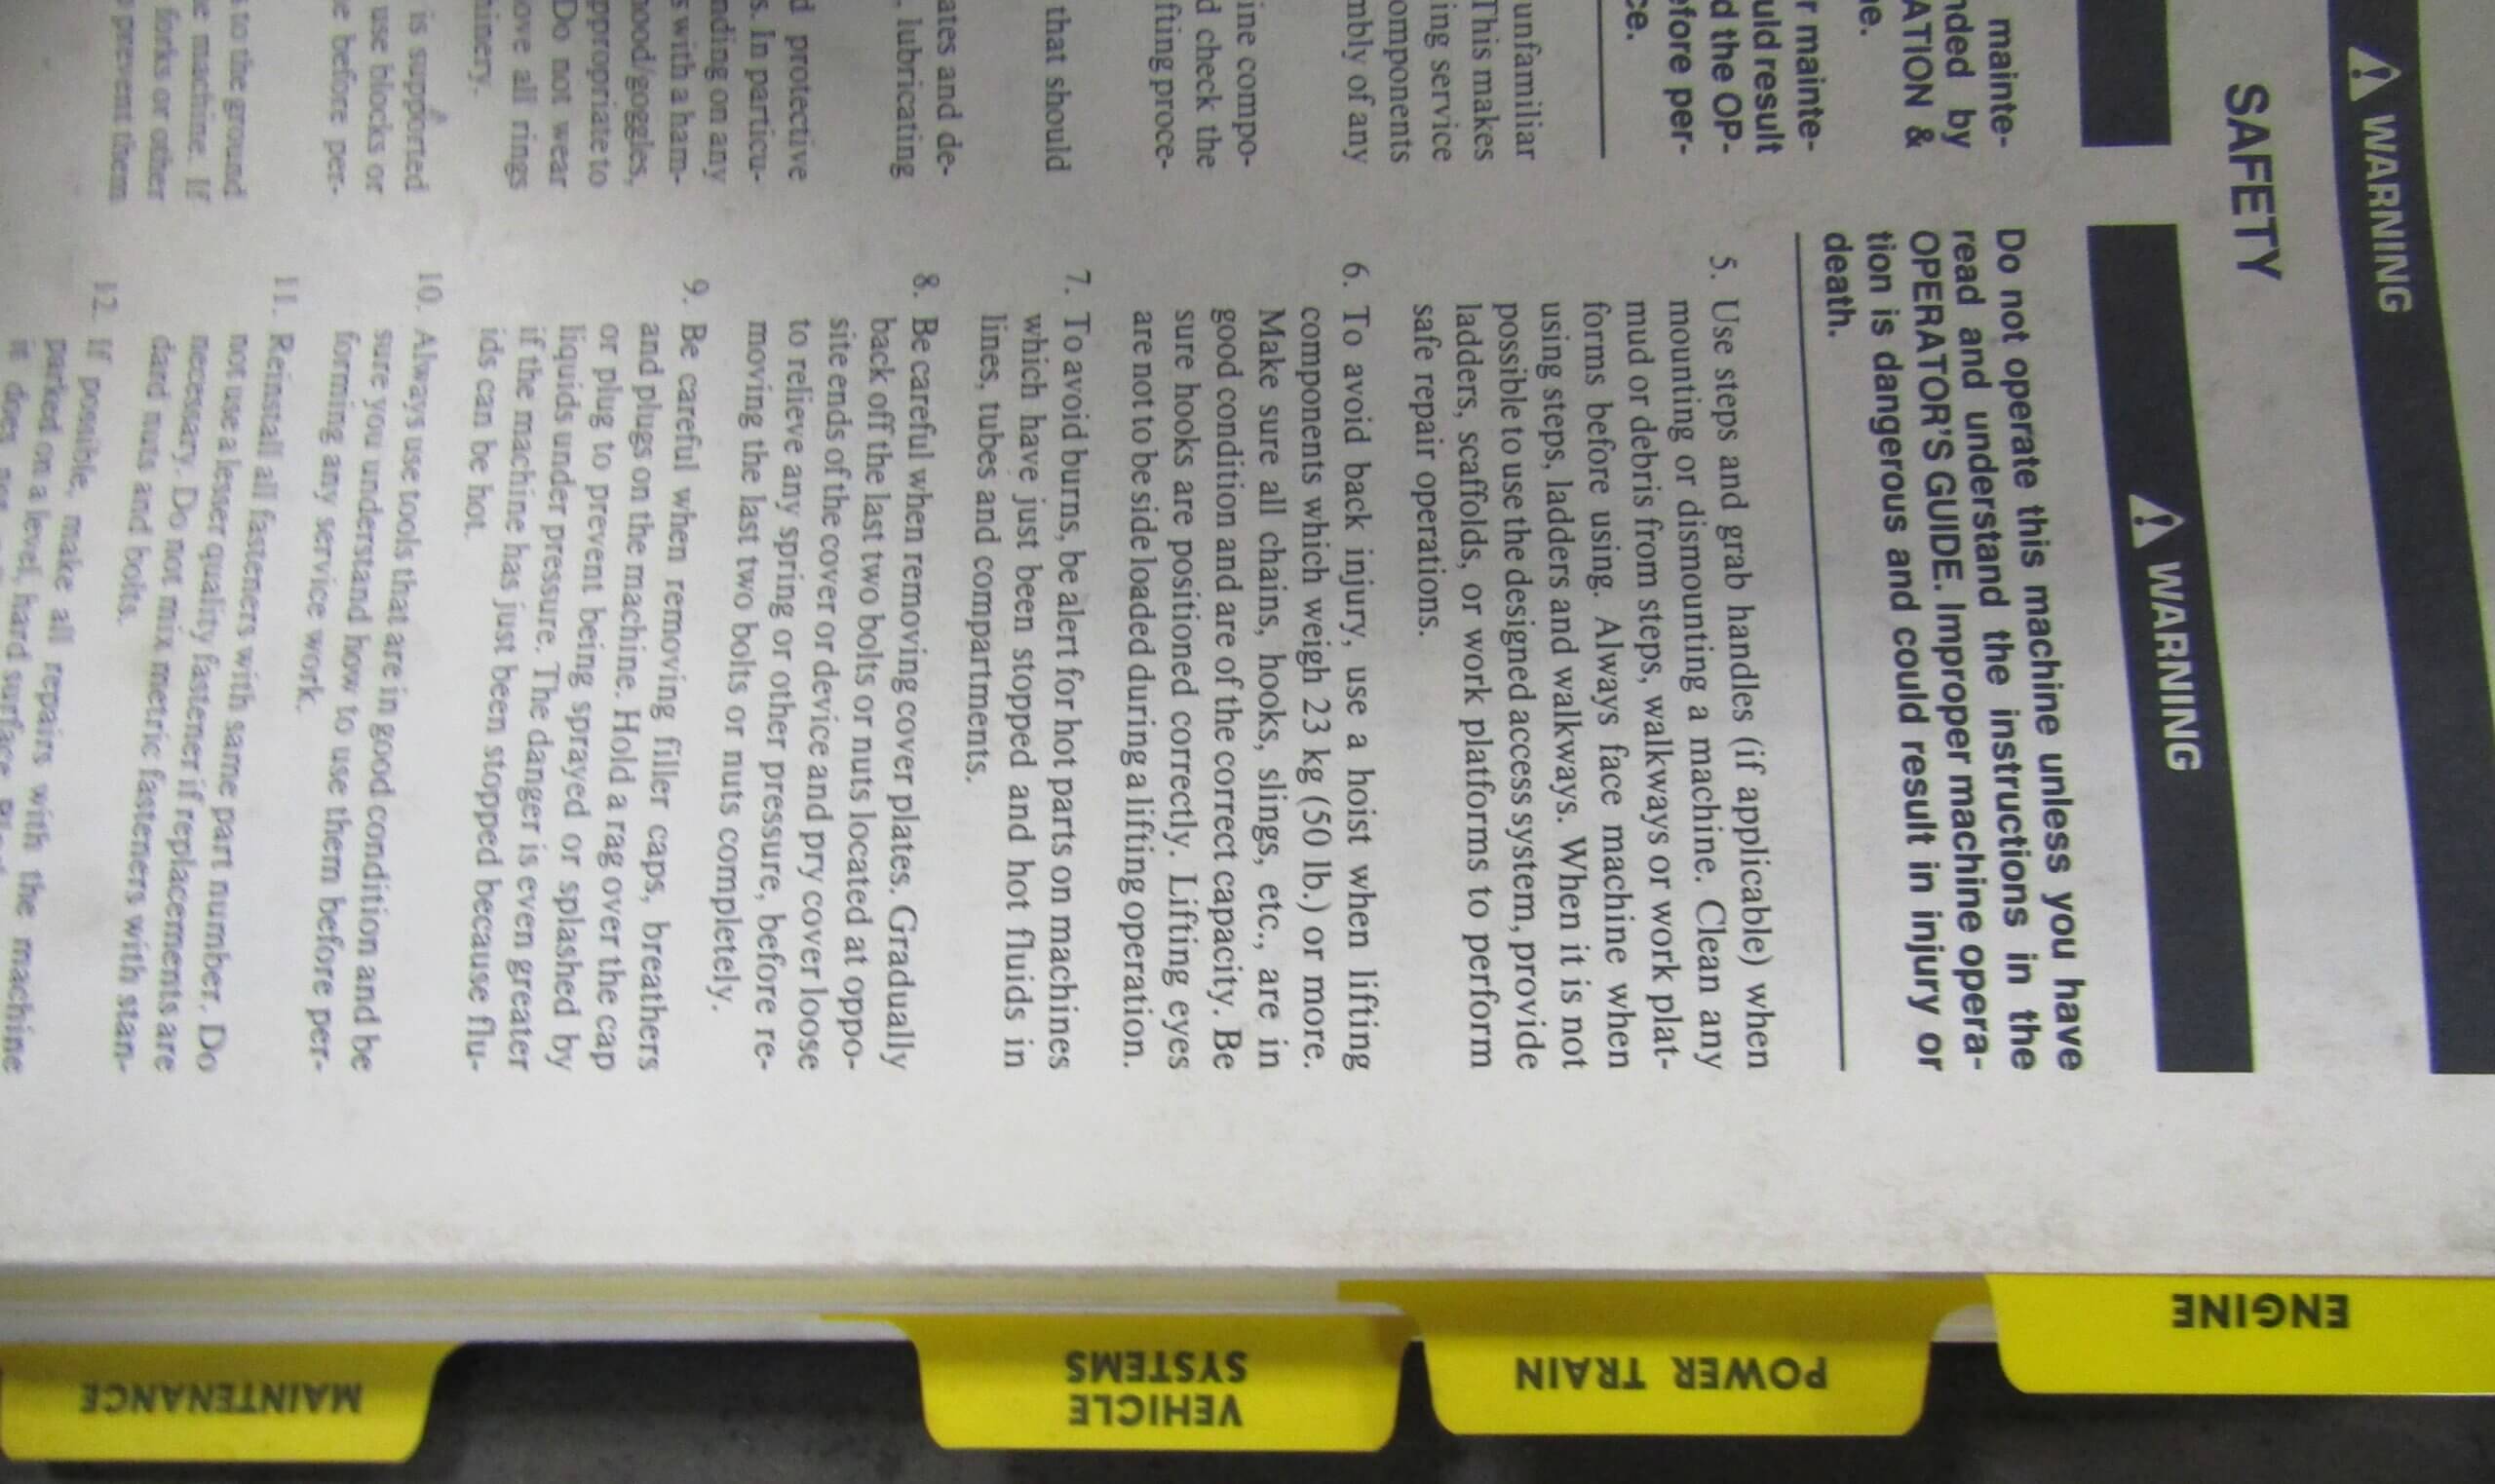 ⚠ WARNING
SAFETY
mainte-
nded by
ATION &
ne.
r mainte-
uld result
d the OP-
efore per-
ce.
unfamiliar
This makes
ing service
omponents
mbly of any
ine compo-
d check the
fting proce-
that should
ates and de-
, lubricating
d protective
s. In particu-
nding on any
s with a ham-
hood/goggles,
ppropriate to
Do not wear
ove all rings
hinery.
is supported
use blocks or
e before per-
s to the ground
e machine. If
forks or other
prevent them
⚠ WARNING
Do not operate this machine unless you have
read and understand the instructions in the
OPERATOR'S GUIDE. Improper machine opera-
tion is dangerous and could result in injury or
death.
5. Use steps and grab handles (if applicable) when
mounting or dismounting a machine. Clean any
mud or debris from steps, walkways or work plat-
forms before using. Always face machine when
using steps, ladders and walkways. When it is not
possible to use the designed access system, provide
ladders, scaffolds, or work platforms to perform
safe repair operations.
6. To avoid back injury, use a hoist when lifting
components which weigh 23 kg (50 lb.) or more.
Make sure all chains, hooks, slings, etc., are in
good condition and are of the correct capacity. Be
sure hooks are positioned correctly. Lifting eyes
are not to be side loaded during a lifting operation.
7. To avoid burns, be alert for hot parts on machines
which have just been stopped and hot fluids in
lines, tubes and compartments.
8. Be careful when removing cover plates. Gradually
back off the last two bolts or nuts located at oppo-
site ends of the cover or device and pry cover loose
to relieve any spring or other pressure, before re-
moving the last two bolts or nuts completely.
9. Be careful when removing filler caps, breathers
and plugs on the machine. Hold a rag over the cap
or plug to prevent being sprayed or splashed by
liquids under pressure. The danger is even greater
if the machine has just been stopped because flu-
ids can be hot.
10. Always use tools that are in good condition and be
sure you understand how to use them before per-
forming any service work.
11. Reinstall all fasteners with same part number. Do
not use a lesser quality fastener if replacements are
necessary. Do not mix metric fasteners with stan-
dard nuts and bolts.
12. If possible, make all repairs with the machine
parked on a level, hard surface.
it does
ENGINE
POWER TRAIN
VEHICLE
SYSTEMS
MAINTENANCE